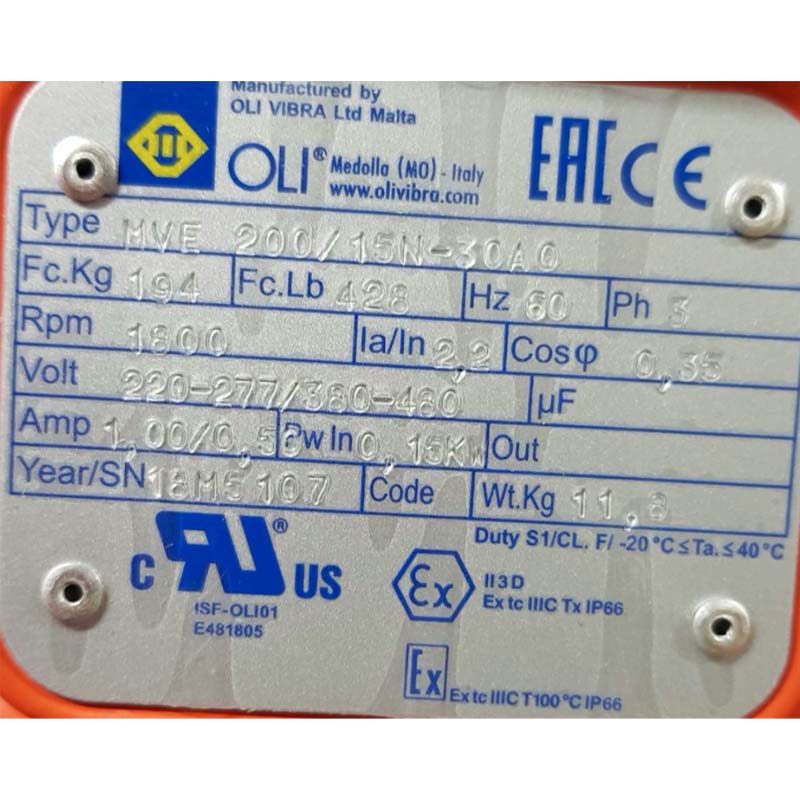 Manufactured by
OLI VIBRA Ltd Malta
OLI® Medolla (MO) - Italy
www.olivibra.com
EAC CE
Type MVE 200/15N-30A0
Fc.Kg 194 Fc.Lb 428 Hz 60 Ph 3
Rpm 1800 Ia/In 2,2 Cosφ 0,35
Volt 220-277/380-480 µF
Amp 1,00/0,58 Pw In 0,15KW Out
Year/SN 18M5107 Code Wt.Kg 11,8
Duty S1/CL. F/ -20°C≤Ta.≤40°C
c RU® US
ISF-OLI01
E481805
Ex II 3 D
Ex tc IIIC Tx IP66
Ex Ex tc IIIC T100°C IP66